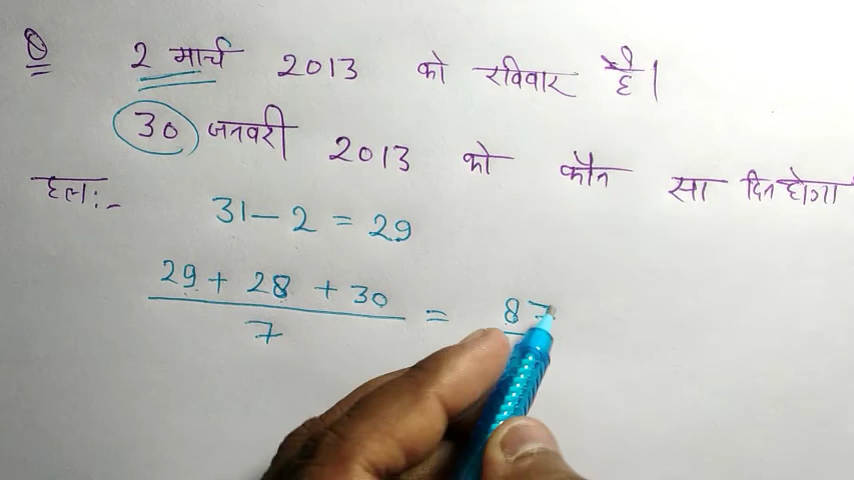 Q 2 मार्च 2013 को रविवार है।
30 जनवरी 2013 को कौन सा दिन होगा
हल:-
31 - 2 = 29
29 + 28 + 30 / 7 = 87